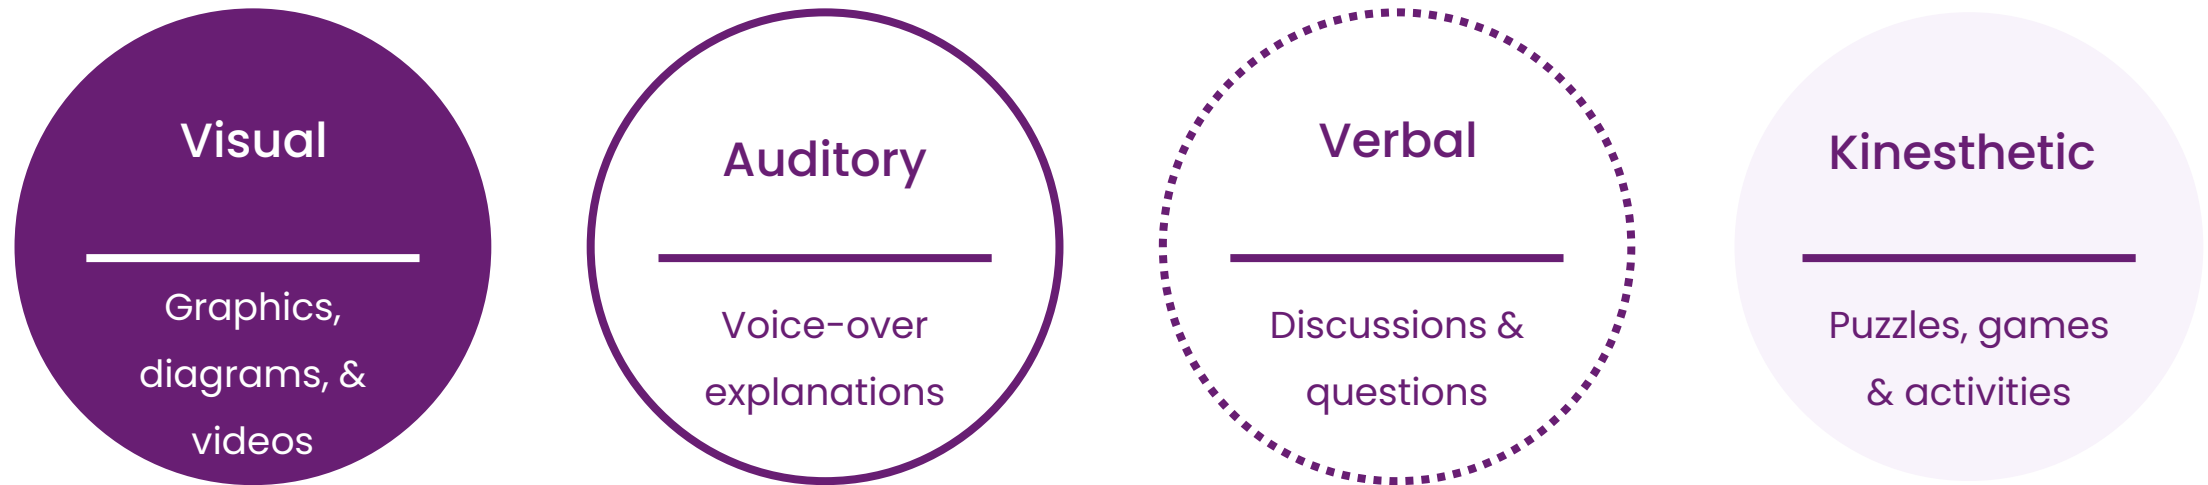 Visual
Graphics,
diagrams, &
videos
Auditory
Voice-over
explanations
Verbal
Discussions &
questions
Kinesthetic
Puzzles, games
& activities